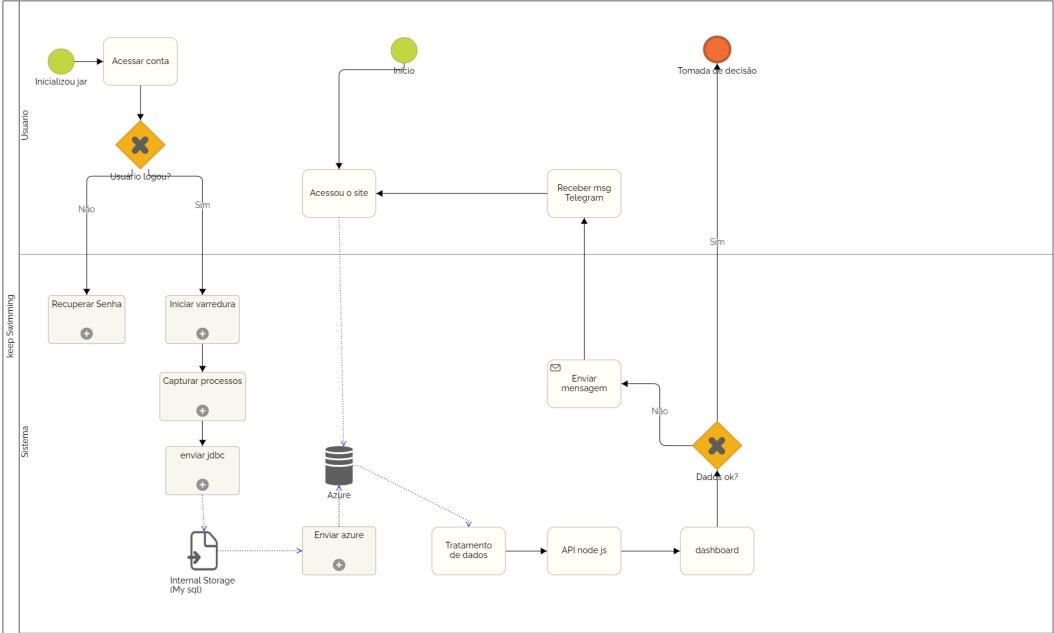 keep Swimming
Usuario
Inicializou jar
Acessar conta
Usuário logou?
Não
Sim
Início
Acessou o site
Receber msg
Telegram
Tomada de decisão
Sim
Sistema
Recuperar Senha
Iniciar varredura
Capturar processos
enviar jdbc
Internal Storage
(My sql)
Enviar azure
Azure
Tratamento
de dados
API node js
dashboard
Dados ok?
Não
Enviar
mensagem